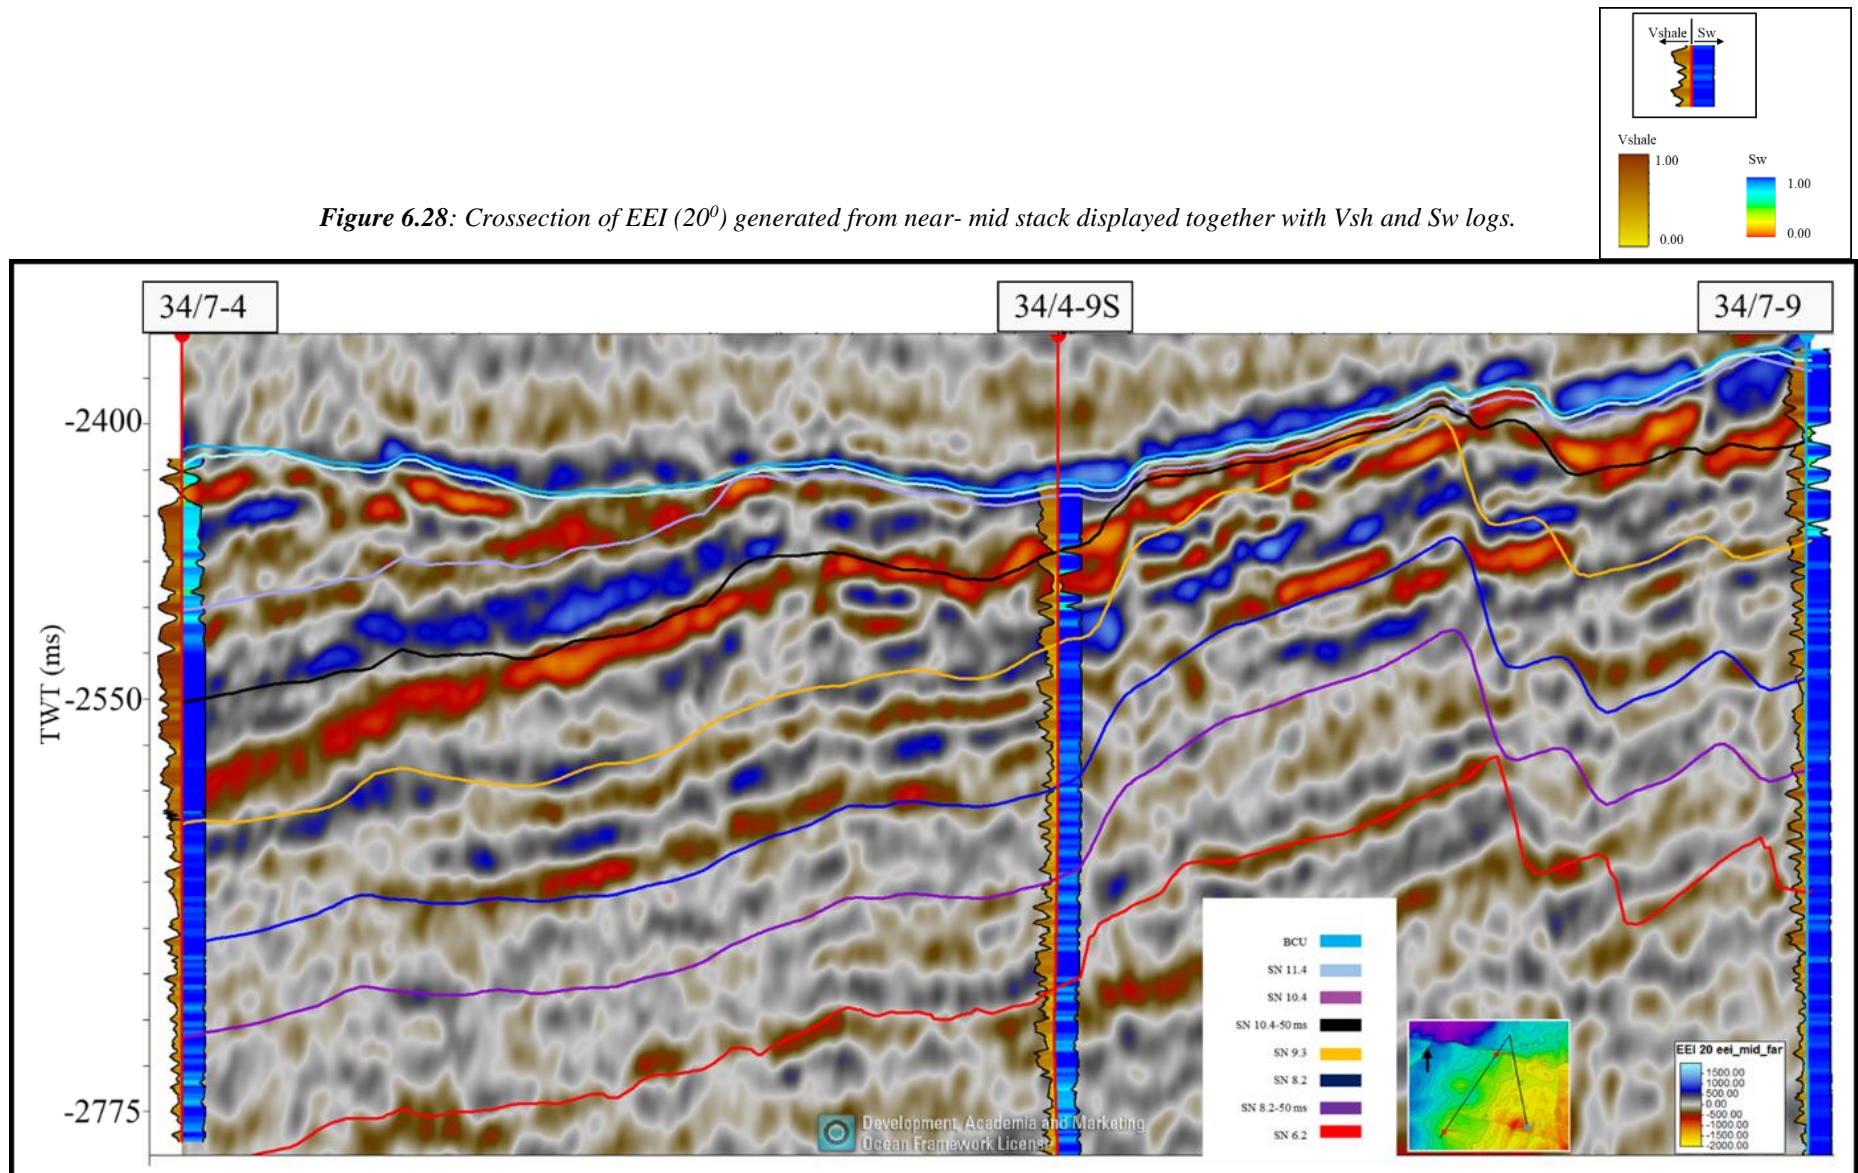 Vshale Sw
Vshale
1.00
0.00
Sw
1.00
0.00
Figure 6.28: Crossection of EEI (20⁰) generated from near- mid stack displayed together with Vsh and Sw logs.
34/7-4
34/4-9S
34/7-9
TWT (ms)
-2400
-2550
-2775
BCU
SN 11.4
SN 10.4
SN 10.4-50 ms
SN 9.3
SN 8.2
SN 8.2-50 ms
SN 6.2
EEI 20 eei_mid_far
1500.00
1000.00
500.00
0.00
-500.00
-1000.00
-1500.00
-2000.00
Development, Academia and Marketing
Ocean Framework License